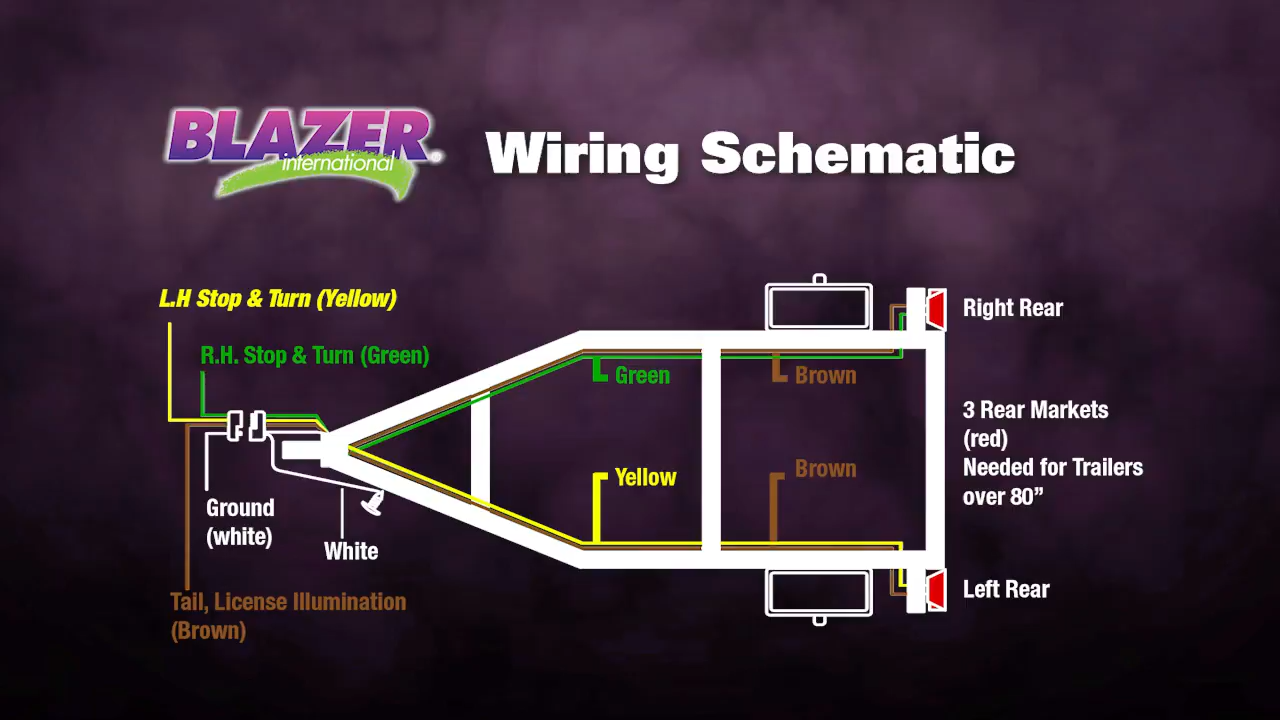 BLAZER®
international
Wiring Schematic
L.H Stop & Turn (Yellow)
R.H. Stop & Turn (Green)
Right Rear
Green
Brown
3 Rear Markets
(red)
Needed for Trailers
over 80”
Yellow
Brown
Ground
(white)
White
Left Rear
Tail, License Illumination
(Brown)